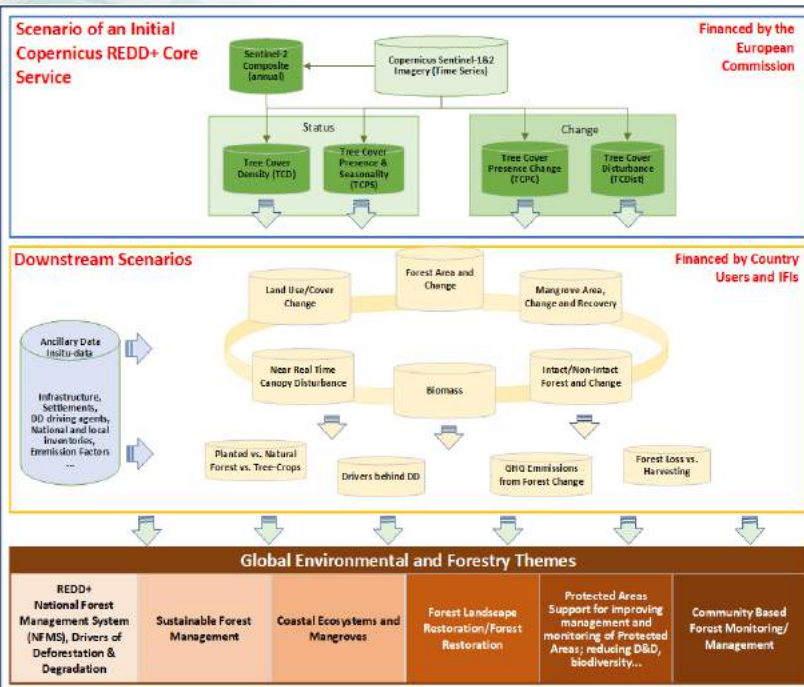 Scenario of an Initial
Copernicus REDD+ Core
Service
Financed by the
European
Commission
Sentinel-2
Composite
(annual)
Copernicus Sentinel-1&2
Imagery (Time Series)
Status
Change
Tree Cover
Density (TCD)
Tree Cover
Presence &
Seasonality
(TCPS)
Tree Cover
Presence Change
(TCPC)
Tree Cover
Disturbance
(TCDist)
Downstream Scenarios
Financed by Country
Users and IFIs
Land Use/Cover
Change
Forest Area and
Change
Mangrove Area,
Change and Recovery
Ancillary Data
Insitu-data
Infrastructure,
Settlements,
DD driving agents,
National and local
inventories,
Emmission Factors
...
Near Real Time
Canopy Disturbance
Biomass
Intact/Non-Intact
Forest and Change
Planted vs. Natural
Forest vs. Tree-Crops
Drivers behind DD
GHG Emmissions
from Forest Change
Forest Loss vs.
Harvesting
Global Environmental and Forestry Themes
REDD+
National Forest
Management System
(NFMS), Drivers of
Deforestation &
Degradation
Sustainable Forest
Management
Coastal Ecosystems and
Mangroves
Forest Landscape
Restoration/Forest
Restoration
Protected Areas
Support for improving
management and
monitoring of Protected
Areas; reducing D&D,
biodiversity...
Community Based
Forest Monitoring/
Management